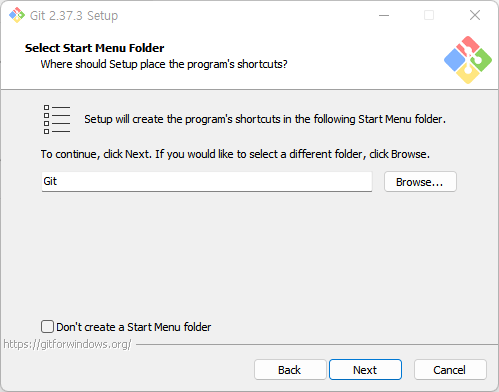 Git 2.37.3 Setup
Select Start Menu Folder
Where should Setup place the program's shortcuts?
Setup will create the program's shortcuts in the following Start Menu folder.
To continue, click Next. If you would like to select a different folder, click Browse.
Git
Browse...
Don't create a Start Menu folder
https://gitforwindows.org/
Back
Next
Cancel